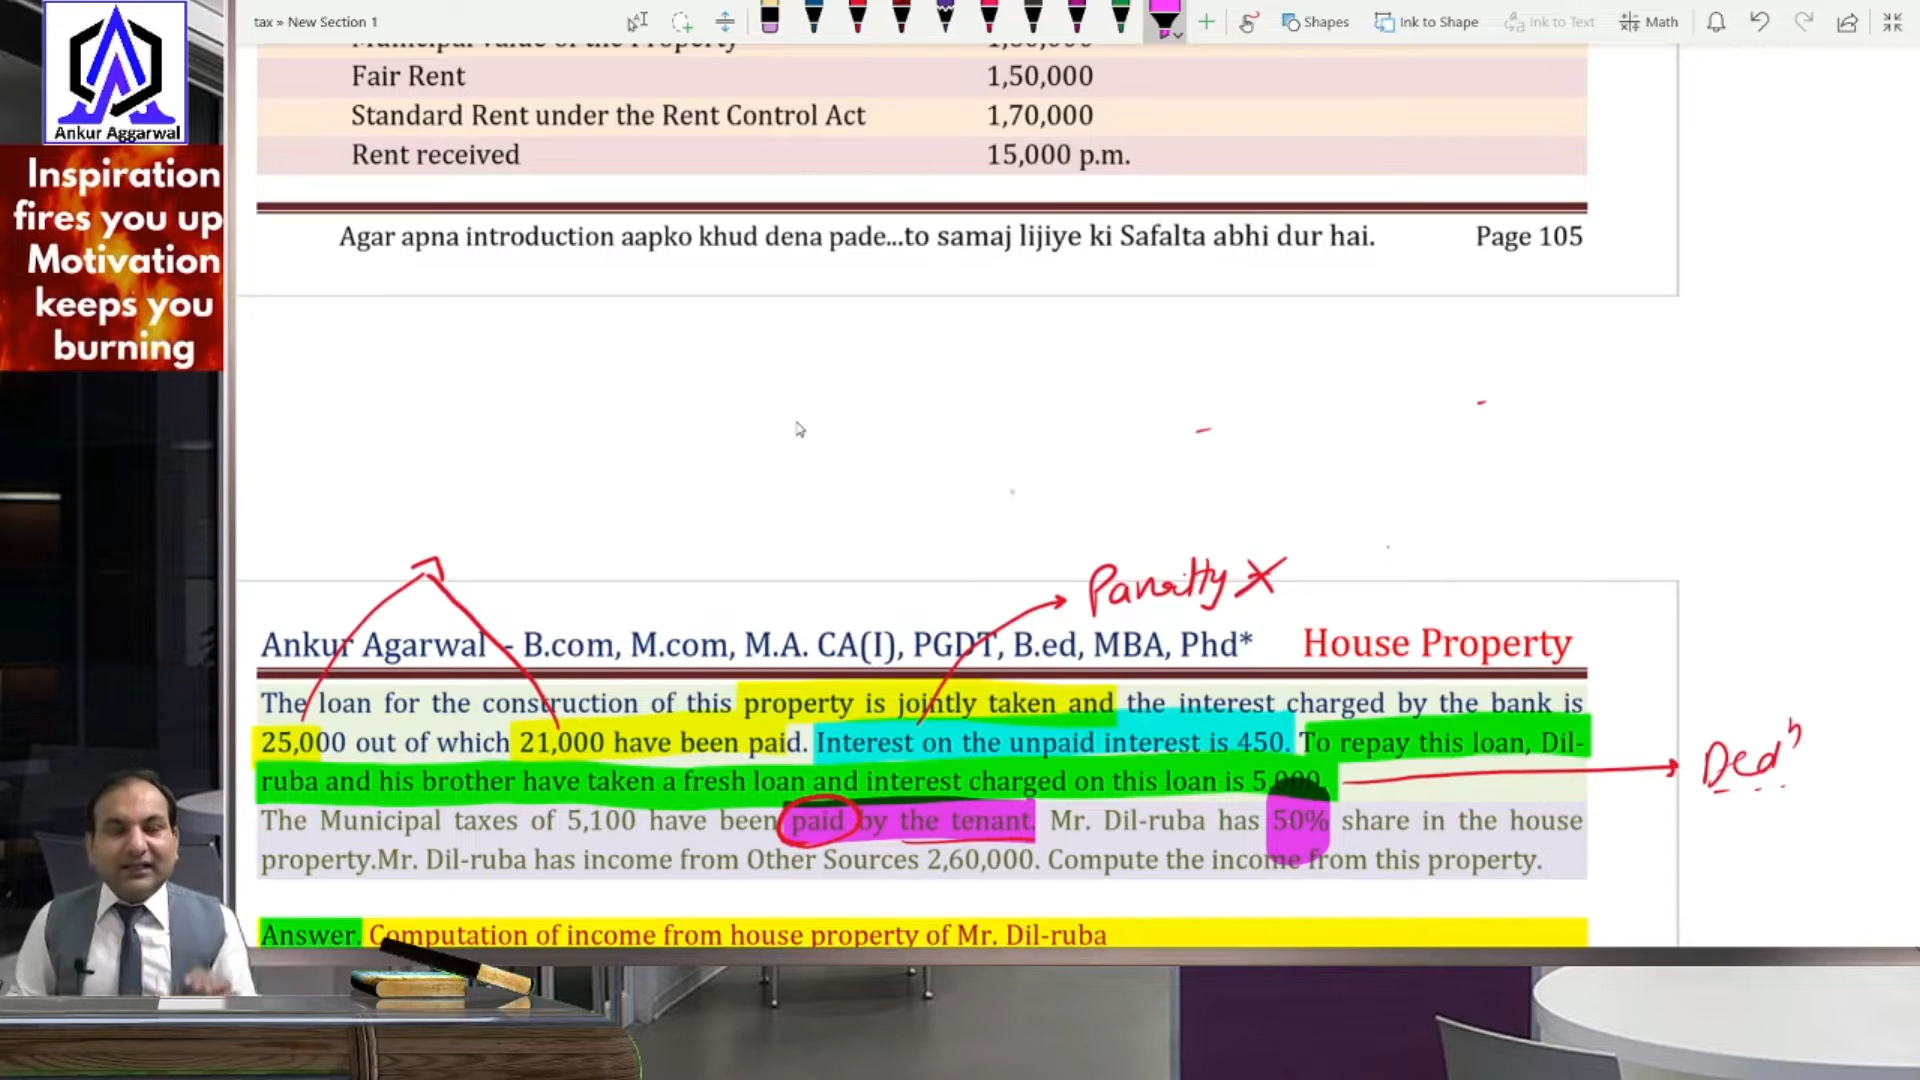 tax » New Section 1
Shapes
Ink to Shape
Ink to Text
Math
Ankur Aggarwal
Inspiration
fires you up
Motivation
keeps you
burning
Municipal value of the Property
Fair Rent 1,50,000
Standard Rent under the Rent Control Act 1,70,000
Rent received 15,000 p.m.
Agar apna introduction aapko khud dena pade...to samaj lijiye ki Safalta abhi dur hai. Page 105
Panaitty X
Ankur Agarwal - B.com, M.com, M.A. CA(I), PGDT, B.ed, MBA, Phd* House Property
The loan for the construction of this property is jointly taken and the interest charged by the bank is
25,000 out of which 21,000 have been paid. Interest on the unpaid interest is 450. To repay this loan, Dil-
ruba and his brother have taken a fresh loan and interest charged on this loan is 5,000.
Dedn
The Municipal taxes of 5,100 have been paid by the tenant. Mr. Dil-ruba has 50% share in the house
property.Mr. Dil-ruba has income from Other Sources 2,60,000. Compute the income from this property.
Answer. Computation of income from house property of Mr. Dil-ruba